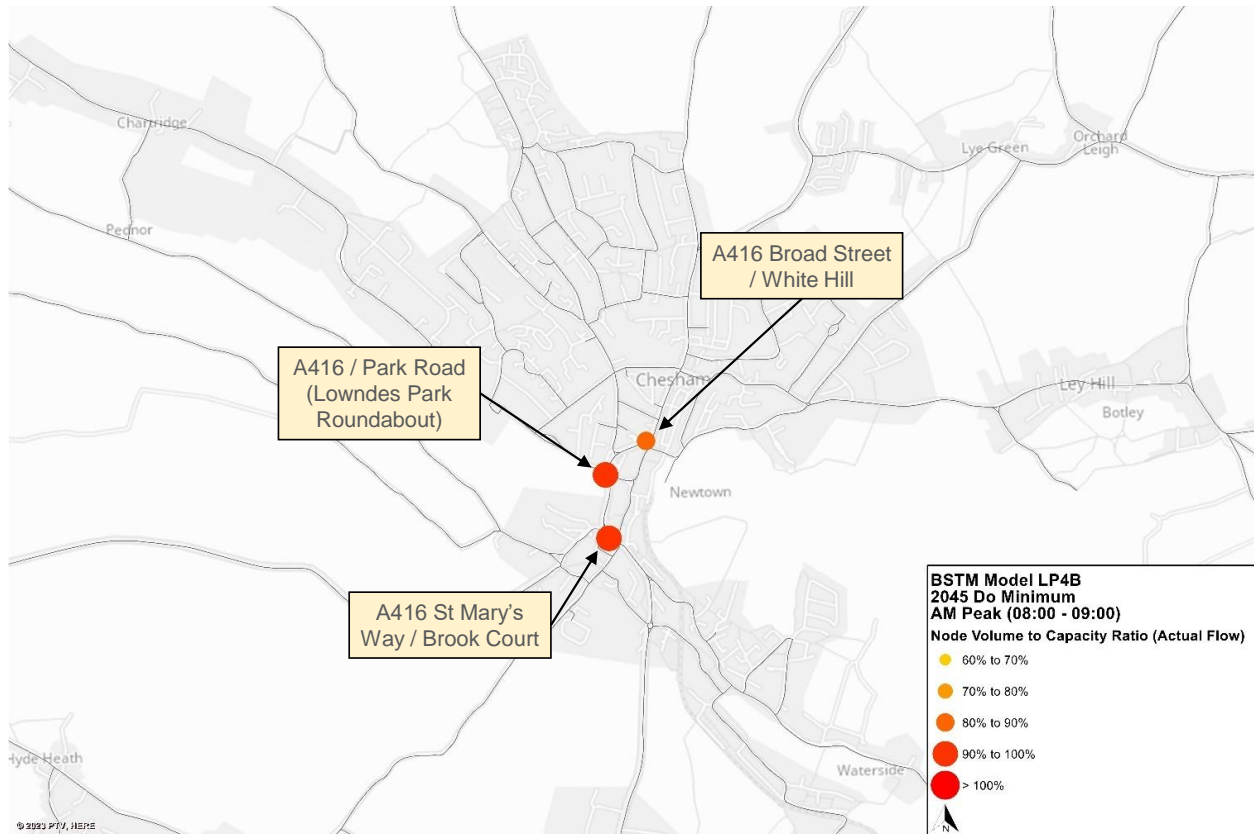 Chartridge
Pednor
Lye Green
Orchard
Leigh
A416 Broad Street
/ White Hill
A416 / Park Road
(Lowndes Park
Roundabout)
Chesham
Ley Hill
Botley
Newtown
A416 St Mary's
Way / Brook Court
Hyde Heath
Waterside
BSTM Model LP4B
2045 Do Minimum
AM Peak (08:00 - 09:00)
Node Volume to Capacity Ratio (Actual Flow)
60% to 70%
70% to 80%
80% to 90%
90% to 100%
> 100%
N
© 2023 PTV, HERE